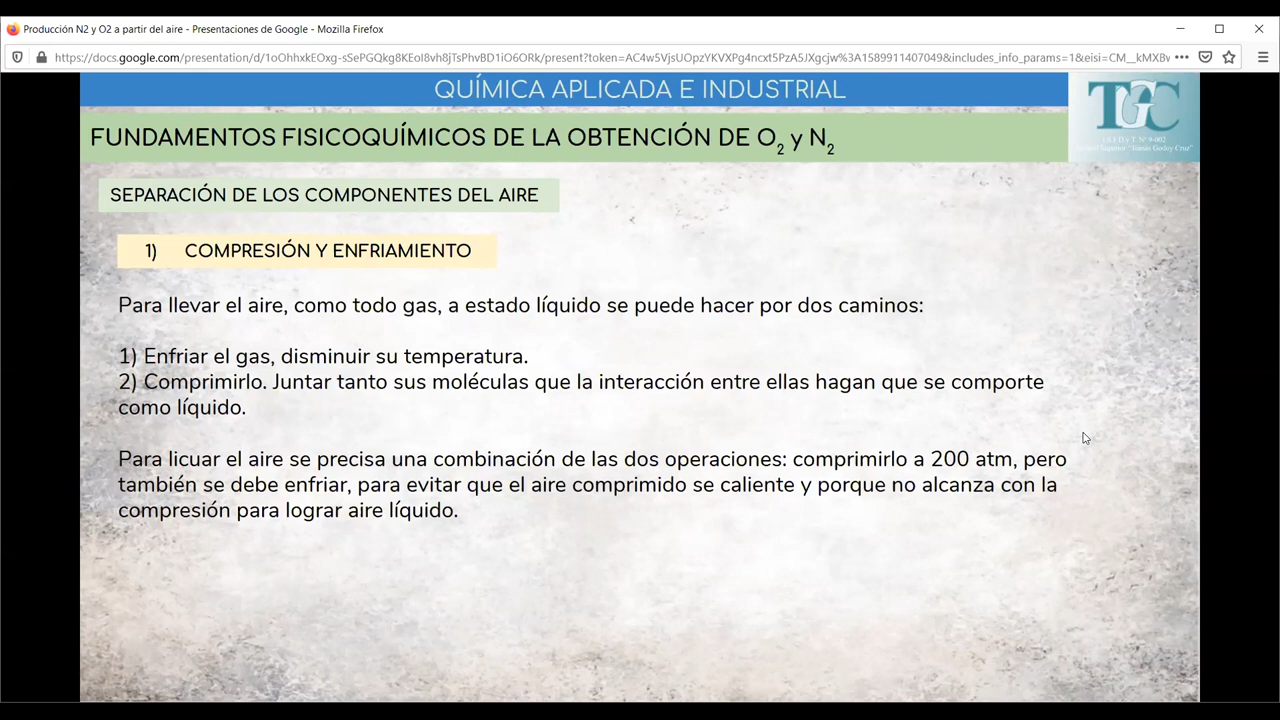 Producción N2 y O2 a partir del aire - Presentaciones de Google - Mozilla Firefox
QUÍMICA APLICADA E INDUSTRIAL
TGC
FUNDAMENTOS FISICOQUÍMICOS DE LA OBTENCIÓN DE O₂ y N₂
SEPARACIÓN DE LOS COMPONENTES DEL AIRE
1) COMPRESIÓN Y ENFRIAMIENTO
Para llevar el aire, como todo gas, a estado líquido se puede hacer por dos caminos:
1) Enfriar el gas, disminuir su temperatura.
2) Comprimirlo. Juntar tanto sus moléculas que la interacción entre ellas hagan que se comporte
como líquido.
Para licuar el aire se precisa una combinación de las dos operaciones: comprimirlo a 200 atm, pero
también se debe enfriar, para evitar que el aire comprimido se caliente y porque no alcanza con la
compresión para lograr aire líquido.